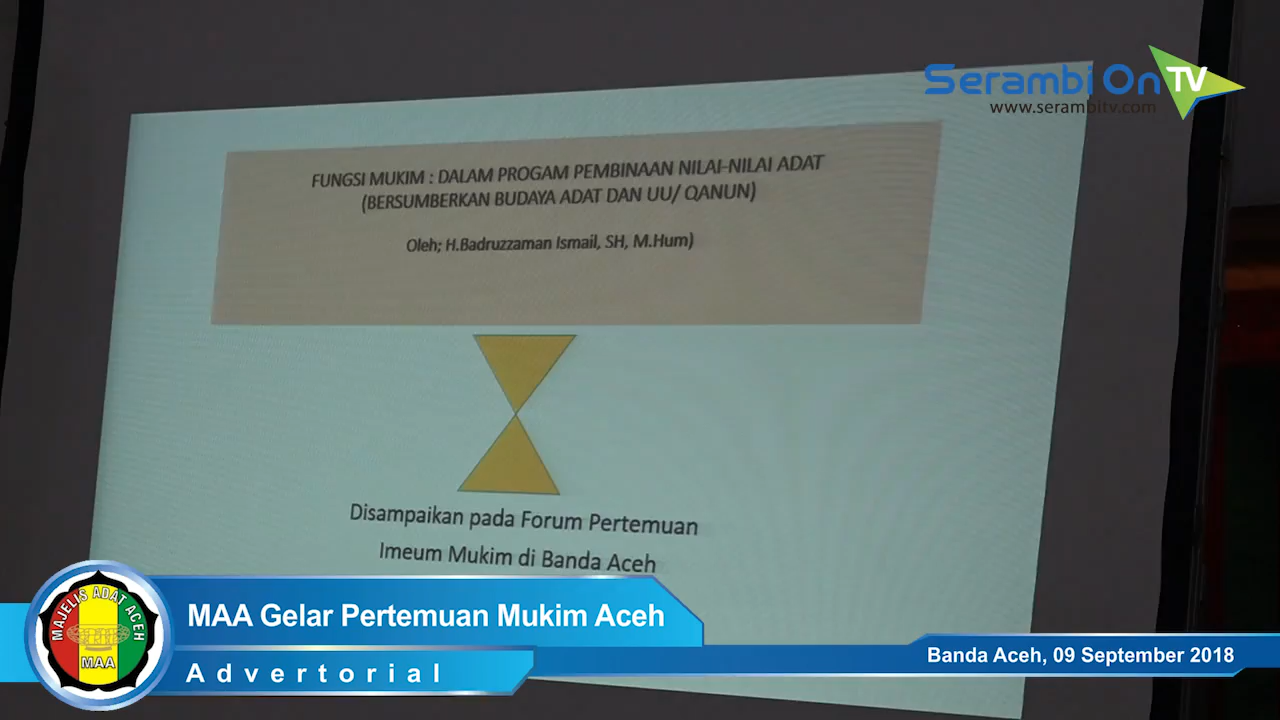 Serambi On TV
www.serambitv.com
FUNGSI MUKIM : DALAM PROGAM PEMBINAAN NILAI-NILAI ADAT
(BERSUMBERKAN BUDAYA ADAT DAN UU/ QANUN)
Oleh; H.Badruzzaman Ismail, SH, M.Hum)
Disampaikan pada Forum Pertemuan
Imeum Mukim di Banda Aceh
MAJELIS ADAT ACEH
MAA
MAA Gelar Pertemuan Mukim Aceh
Advertorial
Banda Aceh, 09 September 2018